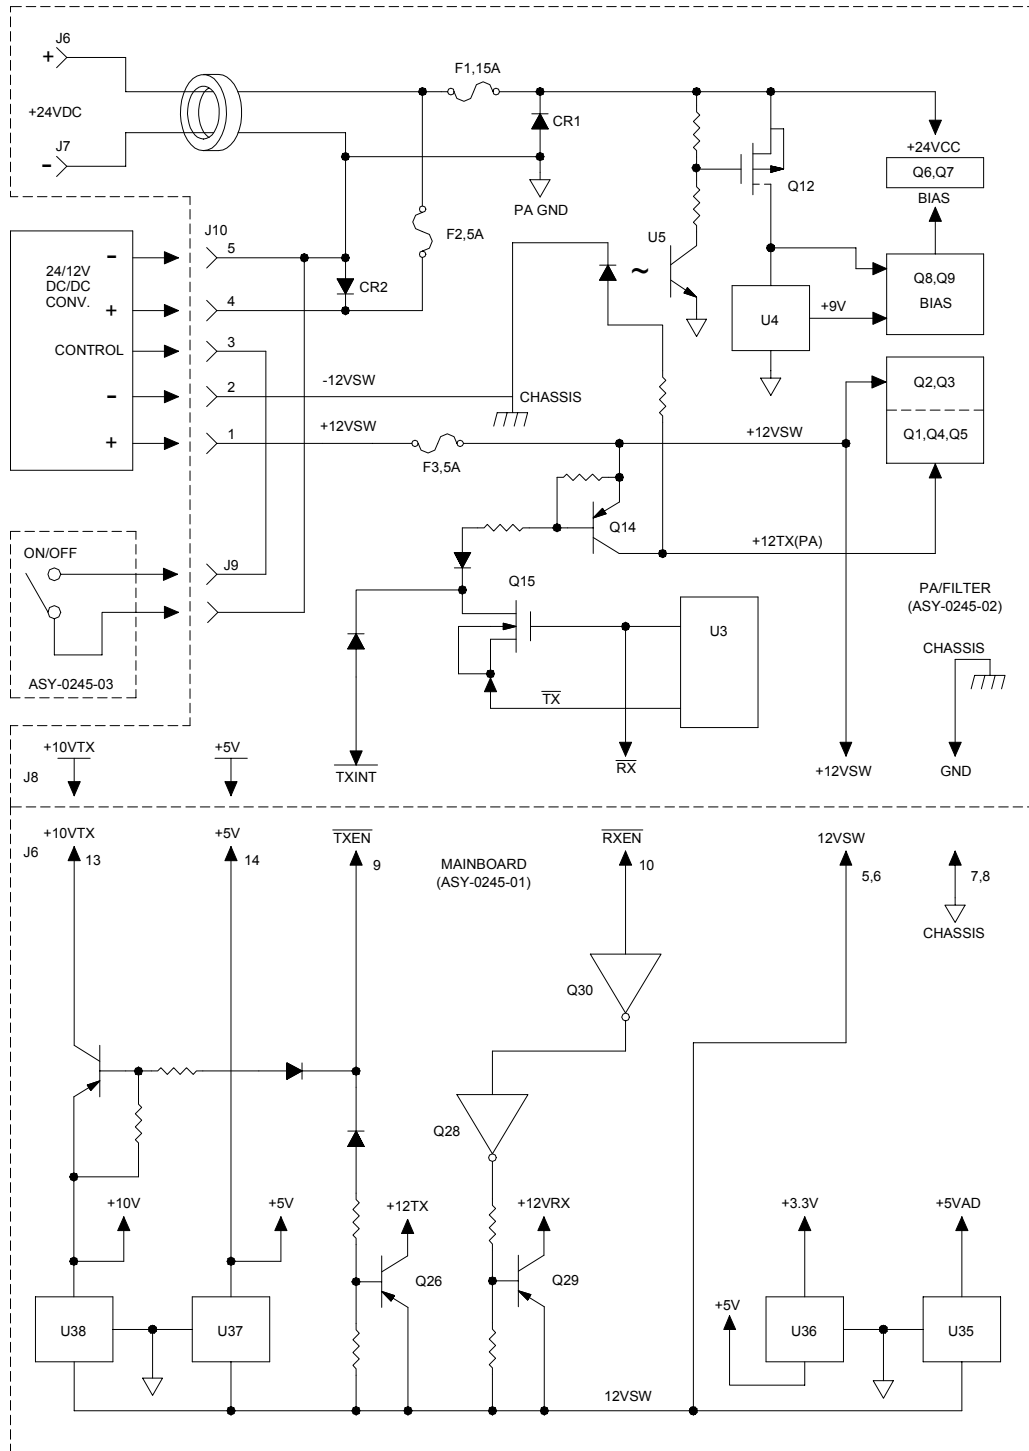 J6
+
+24VDC
J7
-
F1,15A
CR1
PA GND
F2,5A
Q12
+24VCC
Q6,Q7
BIAS
U5
~
Q8,Q9
BIAS
U4
+9V
J10
24/12V
DC/DC
CONV.
-
5
CR2
+
4
CONTROL
3
-
2
-12VSW
CHASSIS
+
1
+12VSW
F3,5A
+12VSW
Q2,Q3
Q1,Q4,Q5
Q14
+12TX(PA)
ON/OFF
J9
ASY-0245-03
Q15
U3
TX
PA/FILTER
(ASY-0245-02)
CHASSIS
+10VTX
+5V
J8
TXINT
RX
+12VSW
GND
J6
+10VTX
13
+5V
14
TXEN
9
MAINBOARD
(ASY-0245-01)
RXEN
10
12VSW
5,6
7,8
CHASSIS
Q30
Q28
+10V
+5V
+12TX
+12VRX
+3.3V
+5VAD
Q26
Q29
U38
U37
+5V
U36
U35
12VSW